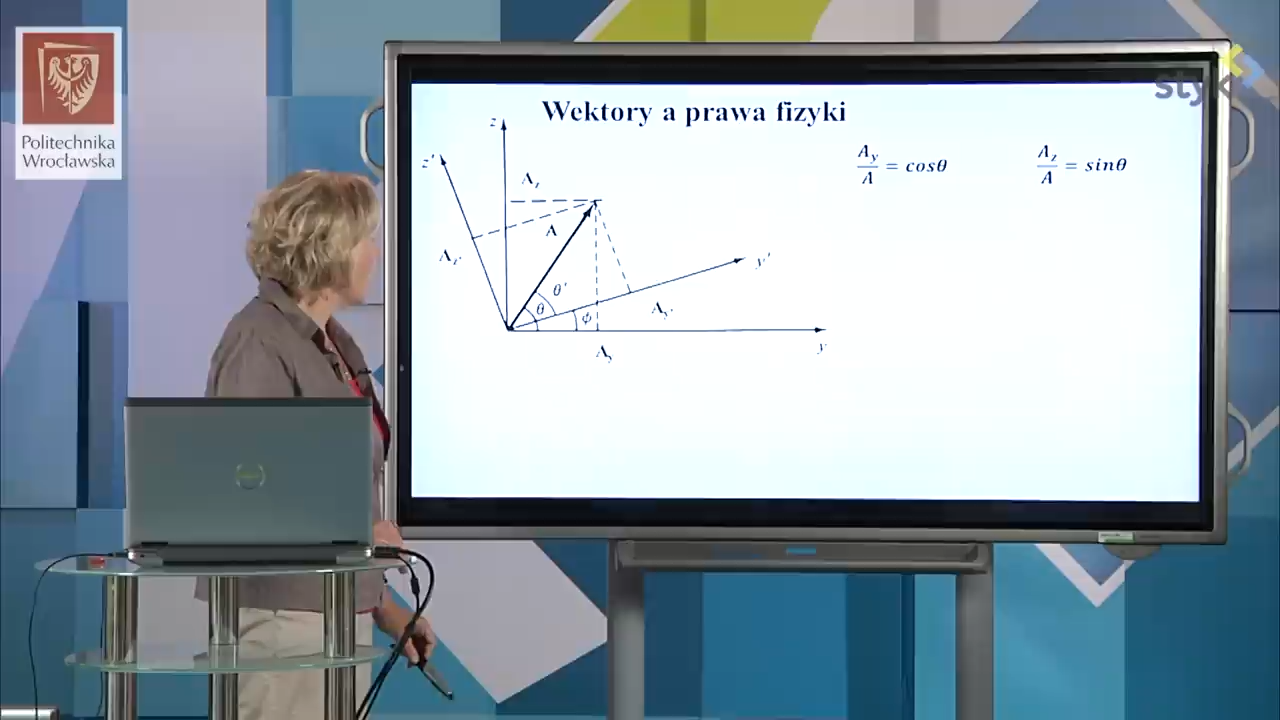 Politechnika
Wrocławska
styk
Wektory a prawa fizyki
A_y/A = cosθ
A_z/A = sinθ
z
z'
A_z
A
A_z'
θ'
θ
ϕ
y'
A_y'
A_y
y